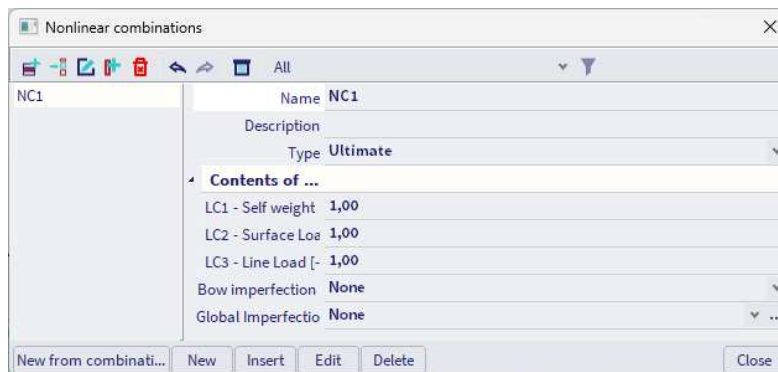 Nonlinear combinations
All
NC1
Name NC1
Description
Type Ultimate
Contents of ...
LC1 - Self weight 1,00
LC2 - Surface Loa 1,00
LC3 - Line Load [- 1,00
Bow imperfection None
Global Imperfectio None
...
New from combinati... New Insert Edit Delete Close